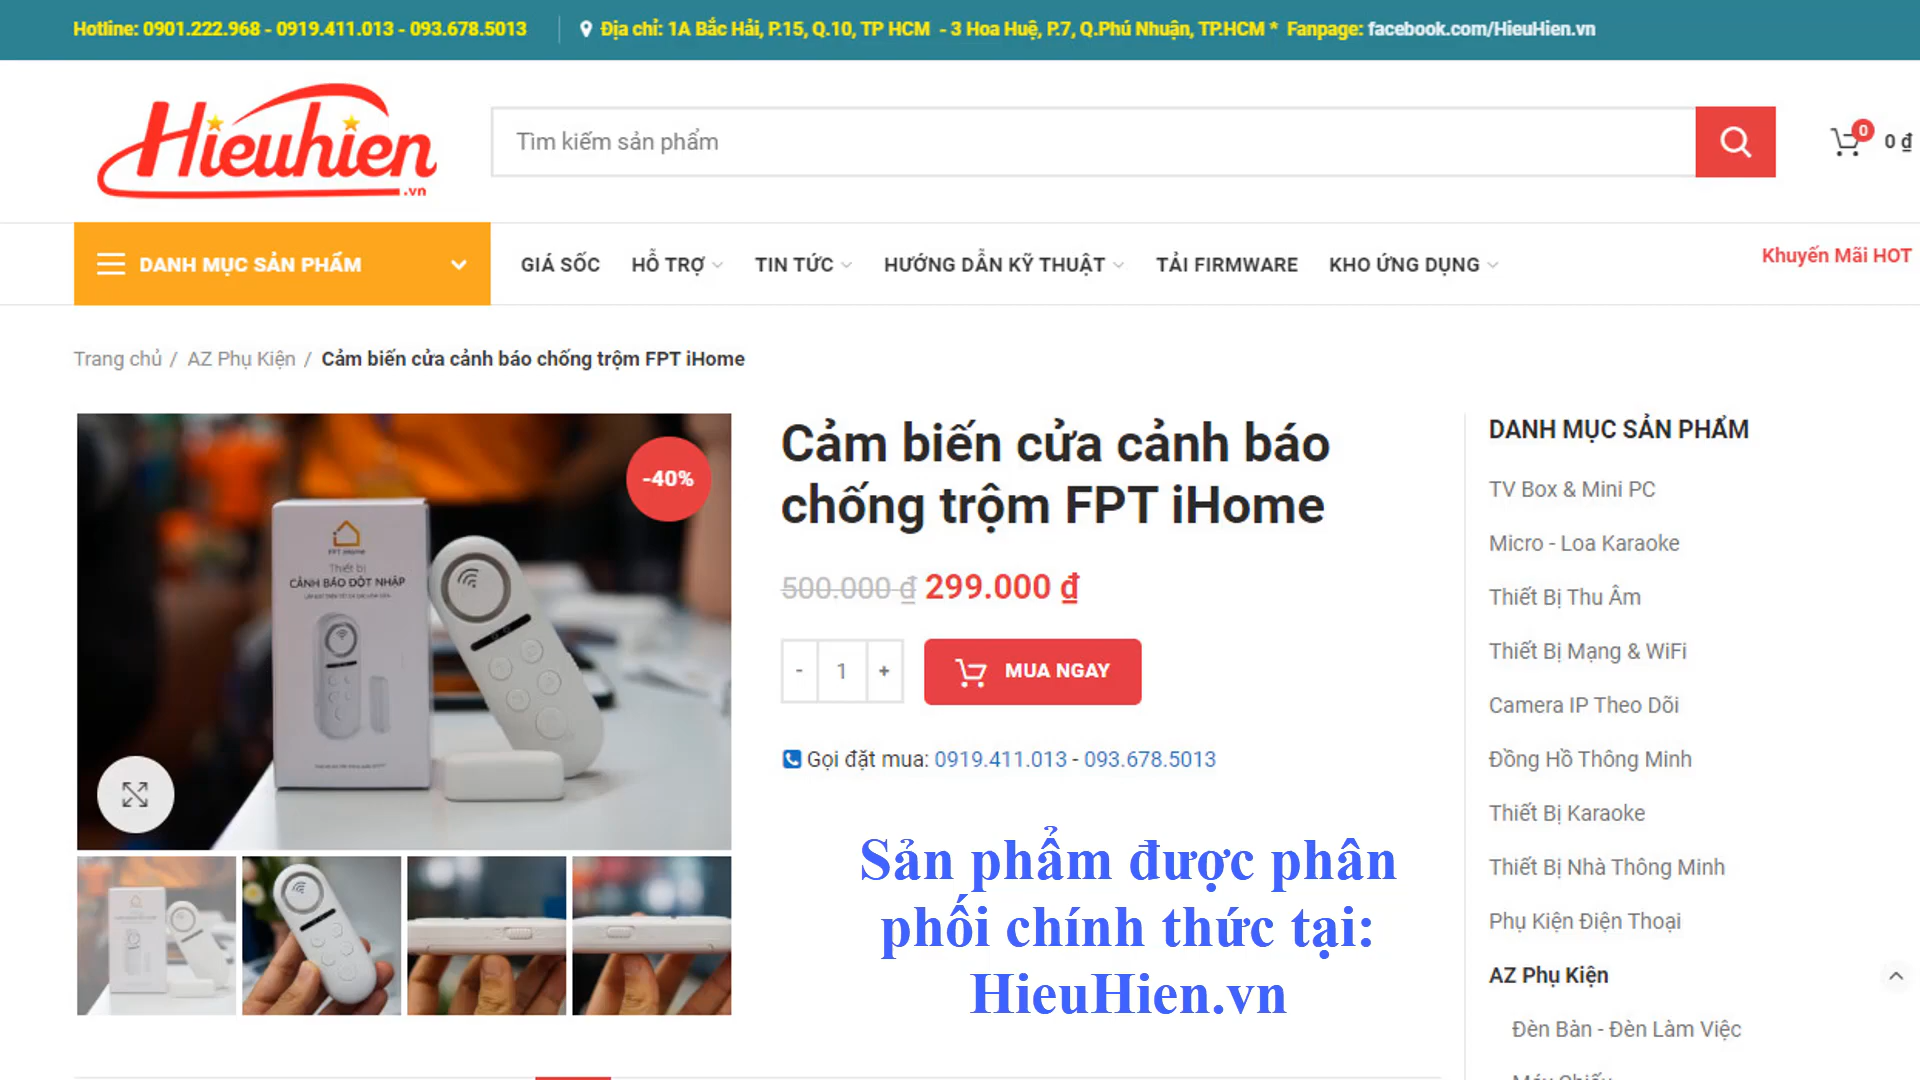 Hotline: 0901.222.968 - 0919.411.013 - 093.678.5013
Địa chỉ: 1A Bắc Hải, P.15, Q.10, TP HCM - 3 Hoa Huệ, P.7, Q.Phú Nhuận, TP.HCM * Fanpage: facebook.com/HieuHien.vn
Hieuhien
.vn
Tìm kiếm sản phẩm
0
0 ₫
DANH MỤC SẢN PHẨM
GIÁ SỐC
HỖ TRỢ
TIN TỨC
HƯỚNG DẪN KỸ THUẬT
TẢI FIRMWARE
KHO ỨNG DỤNG
Khuyến Mãi HOT
Trang chủ / AZ Phụ Kiện / Cảm biến cửa cảnh báo chống trộm FPT iHome
-40%
FPT iHome
Thiết bị
CẢNH BÁO ĐỘT NHẬP
Cảm biến cửa cảnh báo
chống trộm FPT iHome
500.000 ₫ 299.000 ₫
- 1 +
MUA NGAY
Gọi đặt mua: 0919.411.013 - 093.678.5013
Sản phẩm được phân
phối chính thức tại:
HieuHien.vn
DANH MỤC SẢN PHẨM
TV Box & Mini PC
Micro - Loa Karaoke
Thiết Bị Thu Âm
Thiết Bị Mạng & WiFi
Camera IP Theo Dõi
Đồng Hồ Thông Minh
Thiết Bị Karaoke
Thiết Bị Nhà Thông Minh
Phụ Kiện Điện Thoại
AZ Phụ Kiện
Đèn Bàn - Đèn Làm Việc